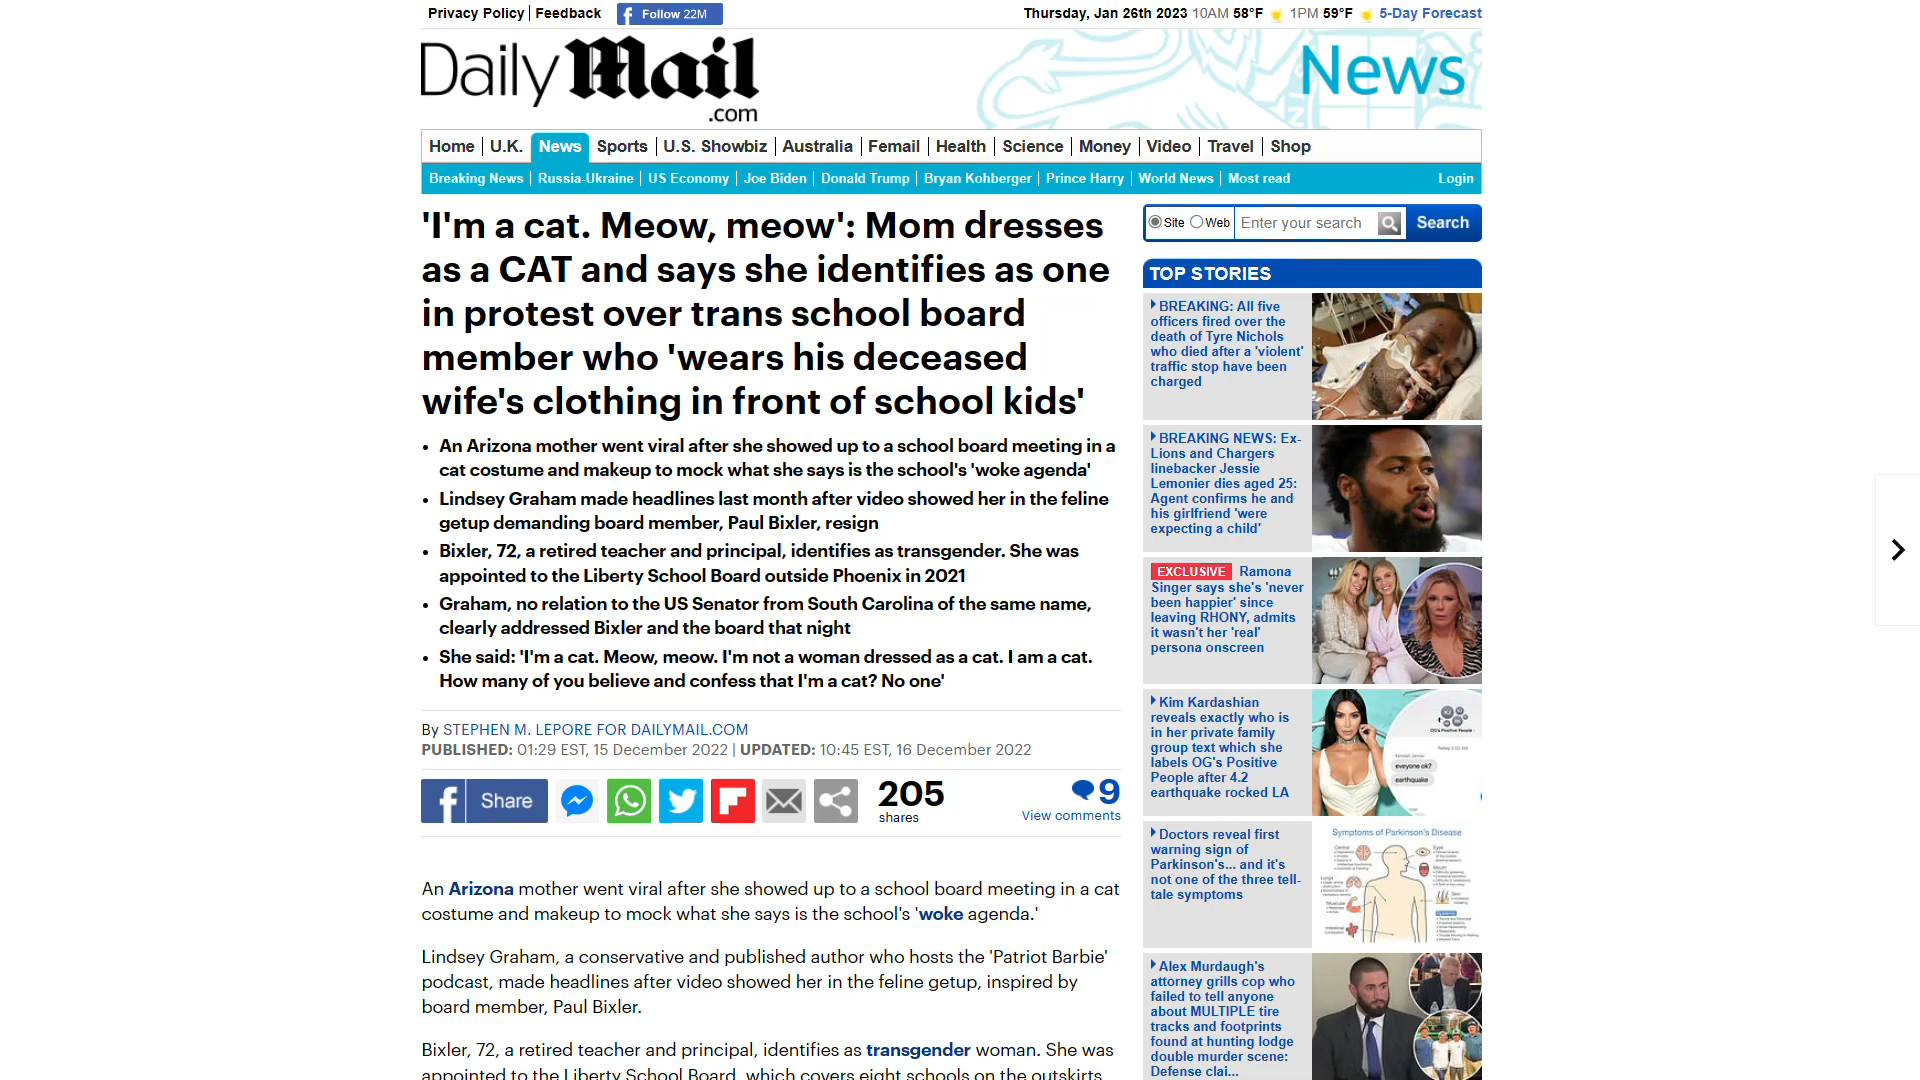 Privacy Policy Feedback Follow 22M Thursday, Jan 26th 2023 10AM 58°F 1PM 59°F 5-Day Forecast
Daily Mail
.com
News
Home U.K. News Sports U.S. Showbiz Australia Femail Health Science Money Video Travel Shop
Breaking News Russia-Ukraine US Economy Joe Biden Donald Trump Bryan Kohberger Prince Harry World News Most read Login
'I'm a cat. Meow, meow': Mom dresses
as a CAT and says she identifies as one
in protest over trans school board
member who 'wears his deceased
wife's clothing in front of school kids'
• An Arizona mother went viral after she showed up to a school board meeting in a
cat costume and makeup to mock what she says is the school's 'woke agenda'
• Lindsey Graham made headlines last month after video showed her in the feline
getup demanding board member, Paul Bixler, resign
• Bixler, 72, a retired teacher and principal, identifies as transgender. She was
appointed to the Liberty School Board outside Phoenix in 2021
• Graham, no relation to the US Senator from South Carolina of the same name,
clearly addressed Bixler and the board that night
• She said: 'I'm a cat. Meow, meow. I'm not a woman dressed as a cat. I am a cat.
How many of you believe and confess that I'm a cat? No one'
By STEPHEN M. LEPORE FOR DAILYMAIL.COM
PUBLISHED: 01:29 EST, 15 December 2022 | UPDATED: 10:45 EST, 16 December 2022
Share
205
shares
9
View comments
An Arizona mother went viral after she showed up to a school board meeting in a cat
costume and makeup to mock what she says is the school's 'woke agenda.'
Lindsey Graham, a conservative and published author who hosts the 'Patriot Barbie'
podcast, made headlines after video showed her in the feline getup, inspired by
board member, Paul Bixler.
Bixler, 72, a retired teacher and principal, identifies as transgender woman. She was
appointed to the Liberty School Board, which covers eight schools on the outskirts
Site Web Enter your search Search
TOP STORIES
BREAKING: All five
officers fired over the
death of Tyre Nichols
who died after a 'violent'
traffic stop have been
charged
BREAKING NEWS: Ex-
Lions and Chargers
linebacker Jessie
Lemonier dies aged 25:
Agent confirms he and
his girlfriend 'were
expecting a child'
EXCLUSIVE Ramona
Singer says she's 'never
been happier' since
leaving RHONY, admits
it wasn't her 'real'
persona onscreen
Kim Kardashian
reveals exactly who is
in her private family
group text which she
labels OG's Positive
People after 4.2
earthquake rocked LA
OG's Positive People
everyone ok?
earthquake
Doctors reveal first
warning sign of
Parkinson's... and it's
not one of the three tell-
tale symptoms
Symptoms of Parkinson's Disease
Alex Murdaugh's
attorney grills cop who
failed to tell anyone
about MULTIPLE tire
tracks and footprints
found at hunting lodge
double murder scene:
Defense clai...